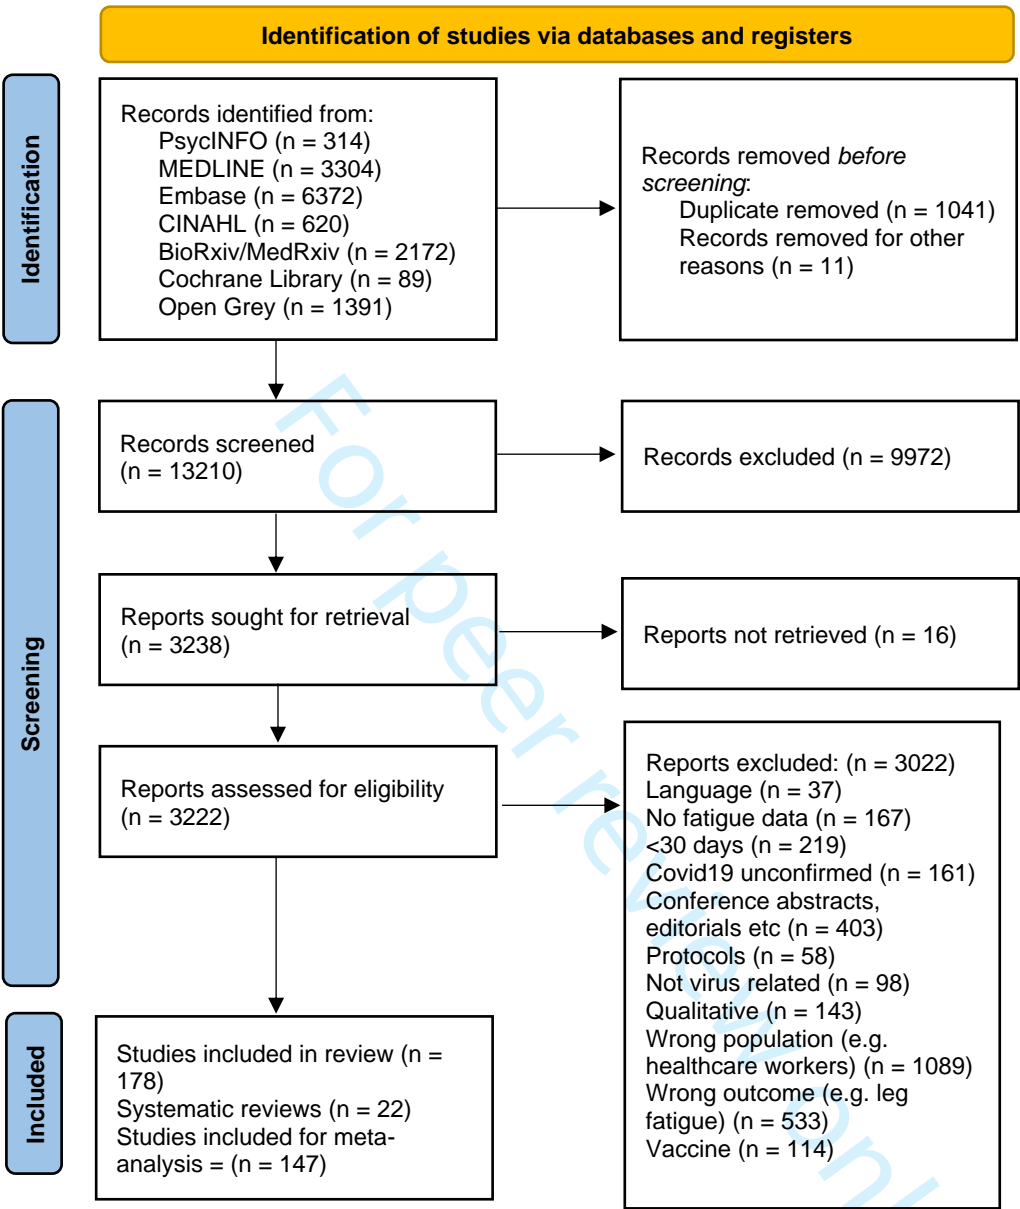 Identification of studies via databases and registers
Identification
Records identified from:
PsycINFO (n = 314)
MEDLINE (n = 3304)
Embase (n = 6372)
CINAHL (n = 620)
BioRxiv/MedRxiv (n = 2172)
Cochrane Library (n = 89)
Open Grey (n = 1391)
Records removed before
screening:
Duplicate removed (n = 1041)
Records removed for other
reasons (n = 11)
Screening
Records screened
(n = 13210)
Records excluded (n = 9972)
Reports sought for retrieval
(n = 3238)
Reports not retrieved (n = 16)
Reports assessed for eligibility
(n = 3222)
Reports excluded: (n = 3022)
Language (n = 37)
No fatigue data (n = 167)
<30 days (n = 219)
Covid19 unconfirmed (n = 161)
Conference abstracts,
editorials etc (n = 403)
Protocols (n = 58)
Not virus related (n = 98)
Qualitative (n = 143)
Wrong population (e.g.
healthcare workers) (n = 1089)
Wrong outcome (e.g. leg
fatigue) (n = 533)
Vaccine (n = 114)
Included
Studies included in review (n =
178)
Systematic reviews (n = 22)
Studies included for meta-
analysis = (n = 147)
For peer review onl